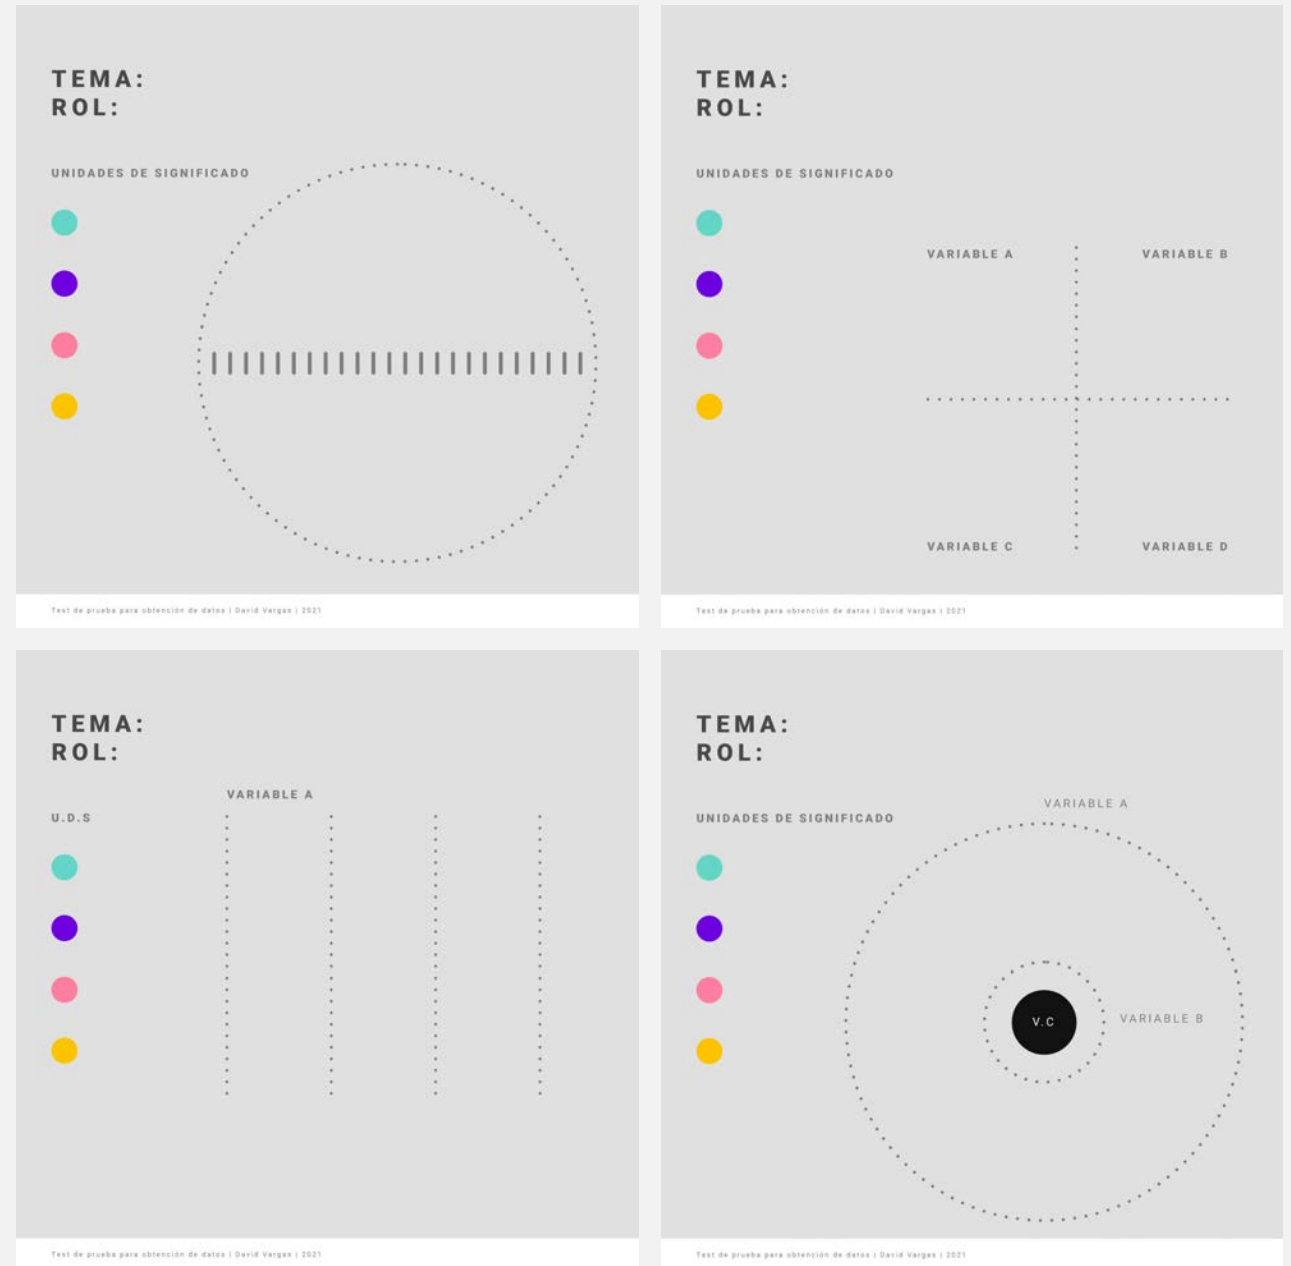 TEMA:
ROL:
UNIDADES DE SIGNIFICADO
Test de prueba para obtención de datos | David Vargas | 2021
TEMA:
ROL:
UNIDADES DE SIGNIFICADO
VARIABLE A
VARIABLE B
VARIABLE C
VARIABLE D
Test de prueba para obtención de datos | David Vargas | 2021
TEMA:
ROL:
VARIABLE A
U.D.S
Test de prueba para obtención de datos | David Vargas | 2021
TEMA:
ROL:
VARIABLE A
UNIDADES DE SIGNIFICADO
V.C
VARIABLE B
Test de prueba para obtención de datos | David Vargas | 2021